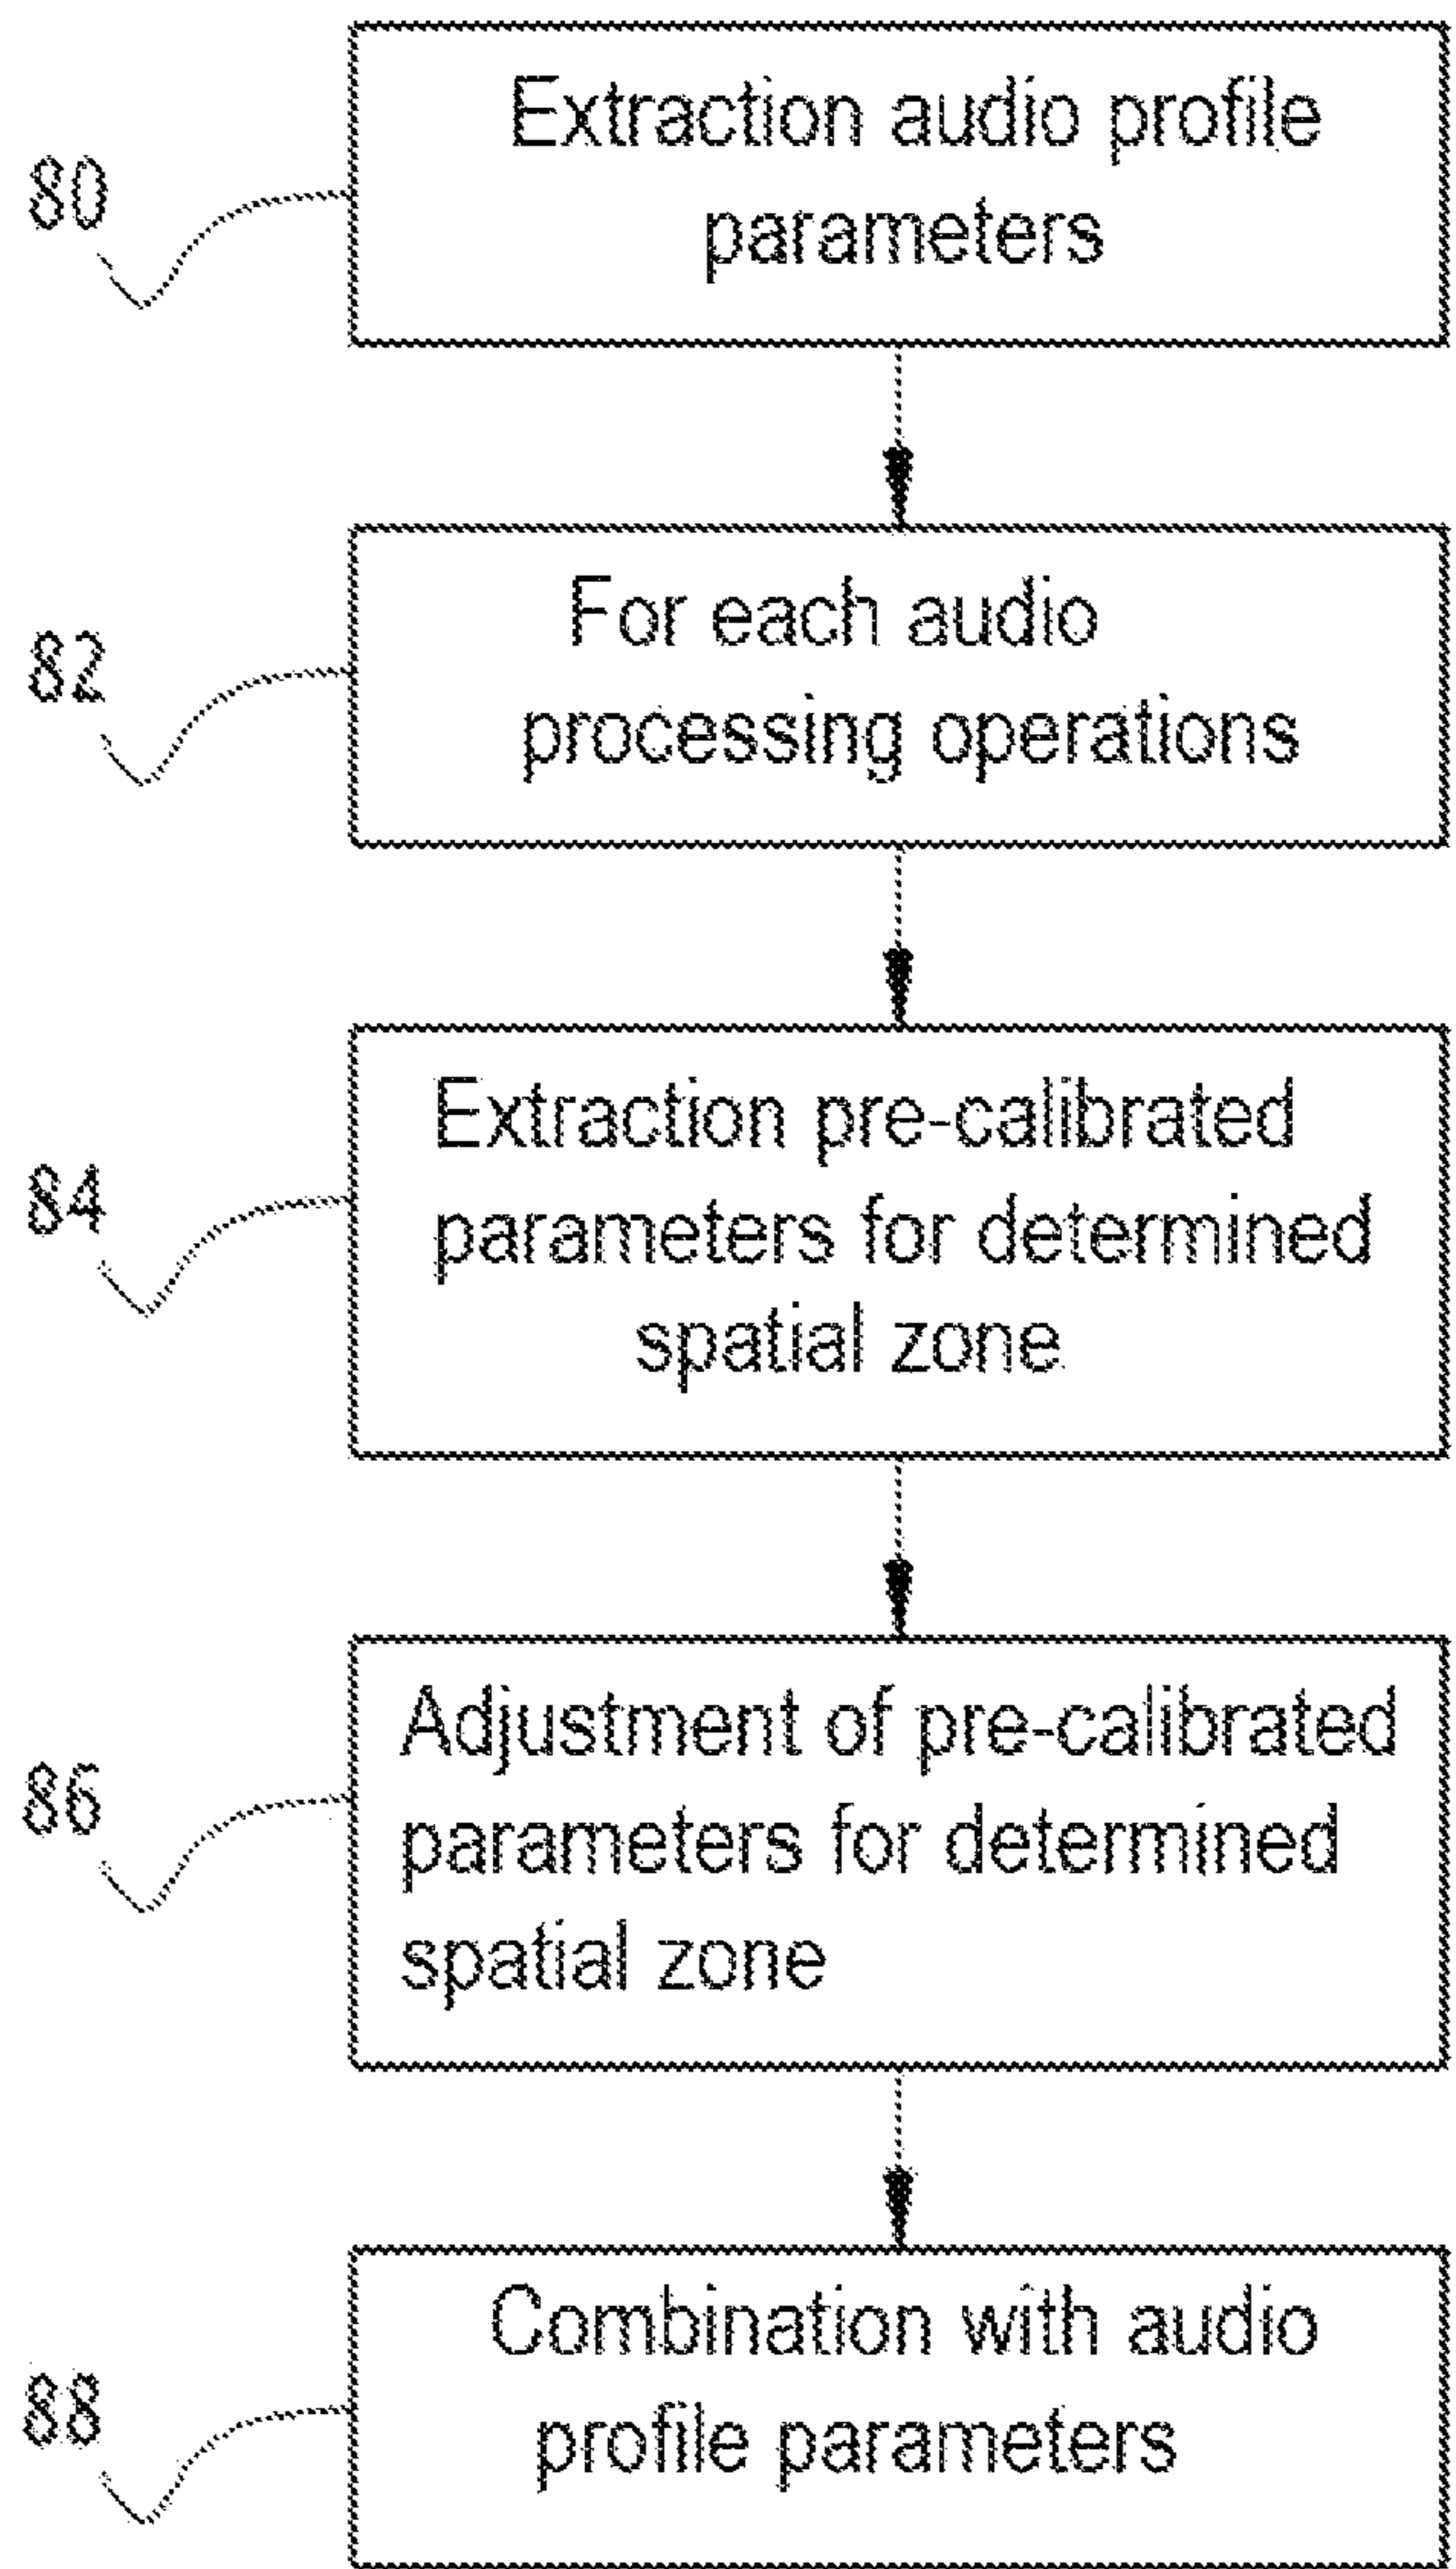 80
Extraction audio profile
parameters
82
For each audio
processing operations
84
Extraction pre-calibrated
parameters for determined
spatial zone
86
Adjustment of pre-calibrated
parameters for determined
spatial zone
88
Combination with audio
profile parameters